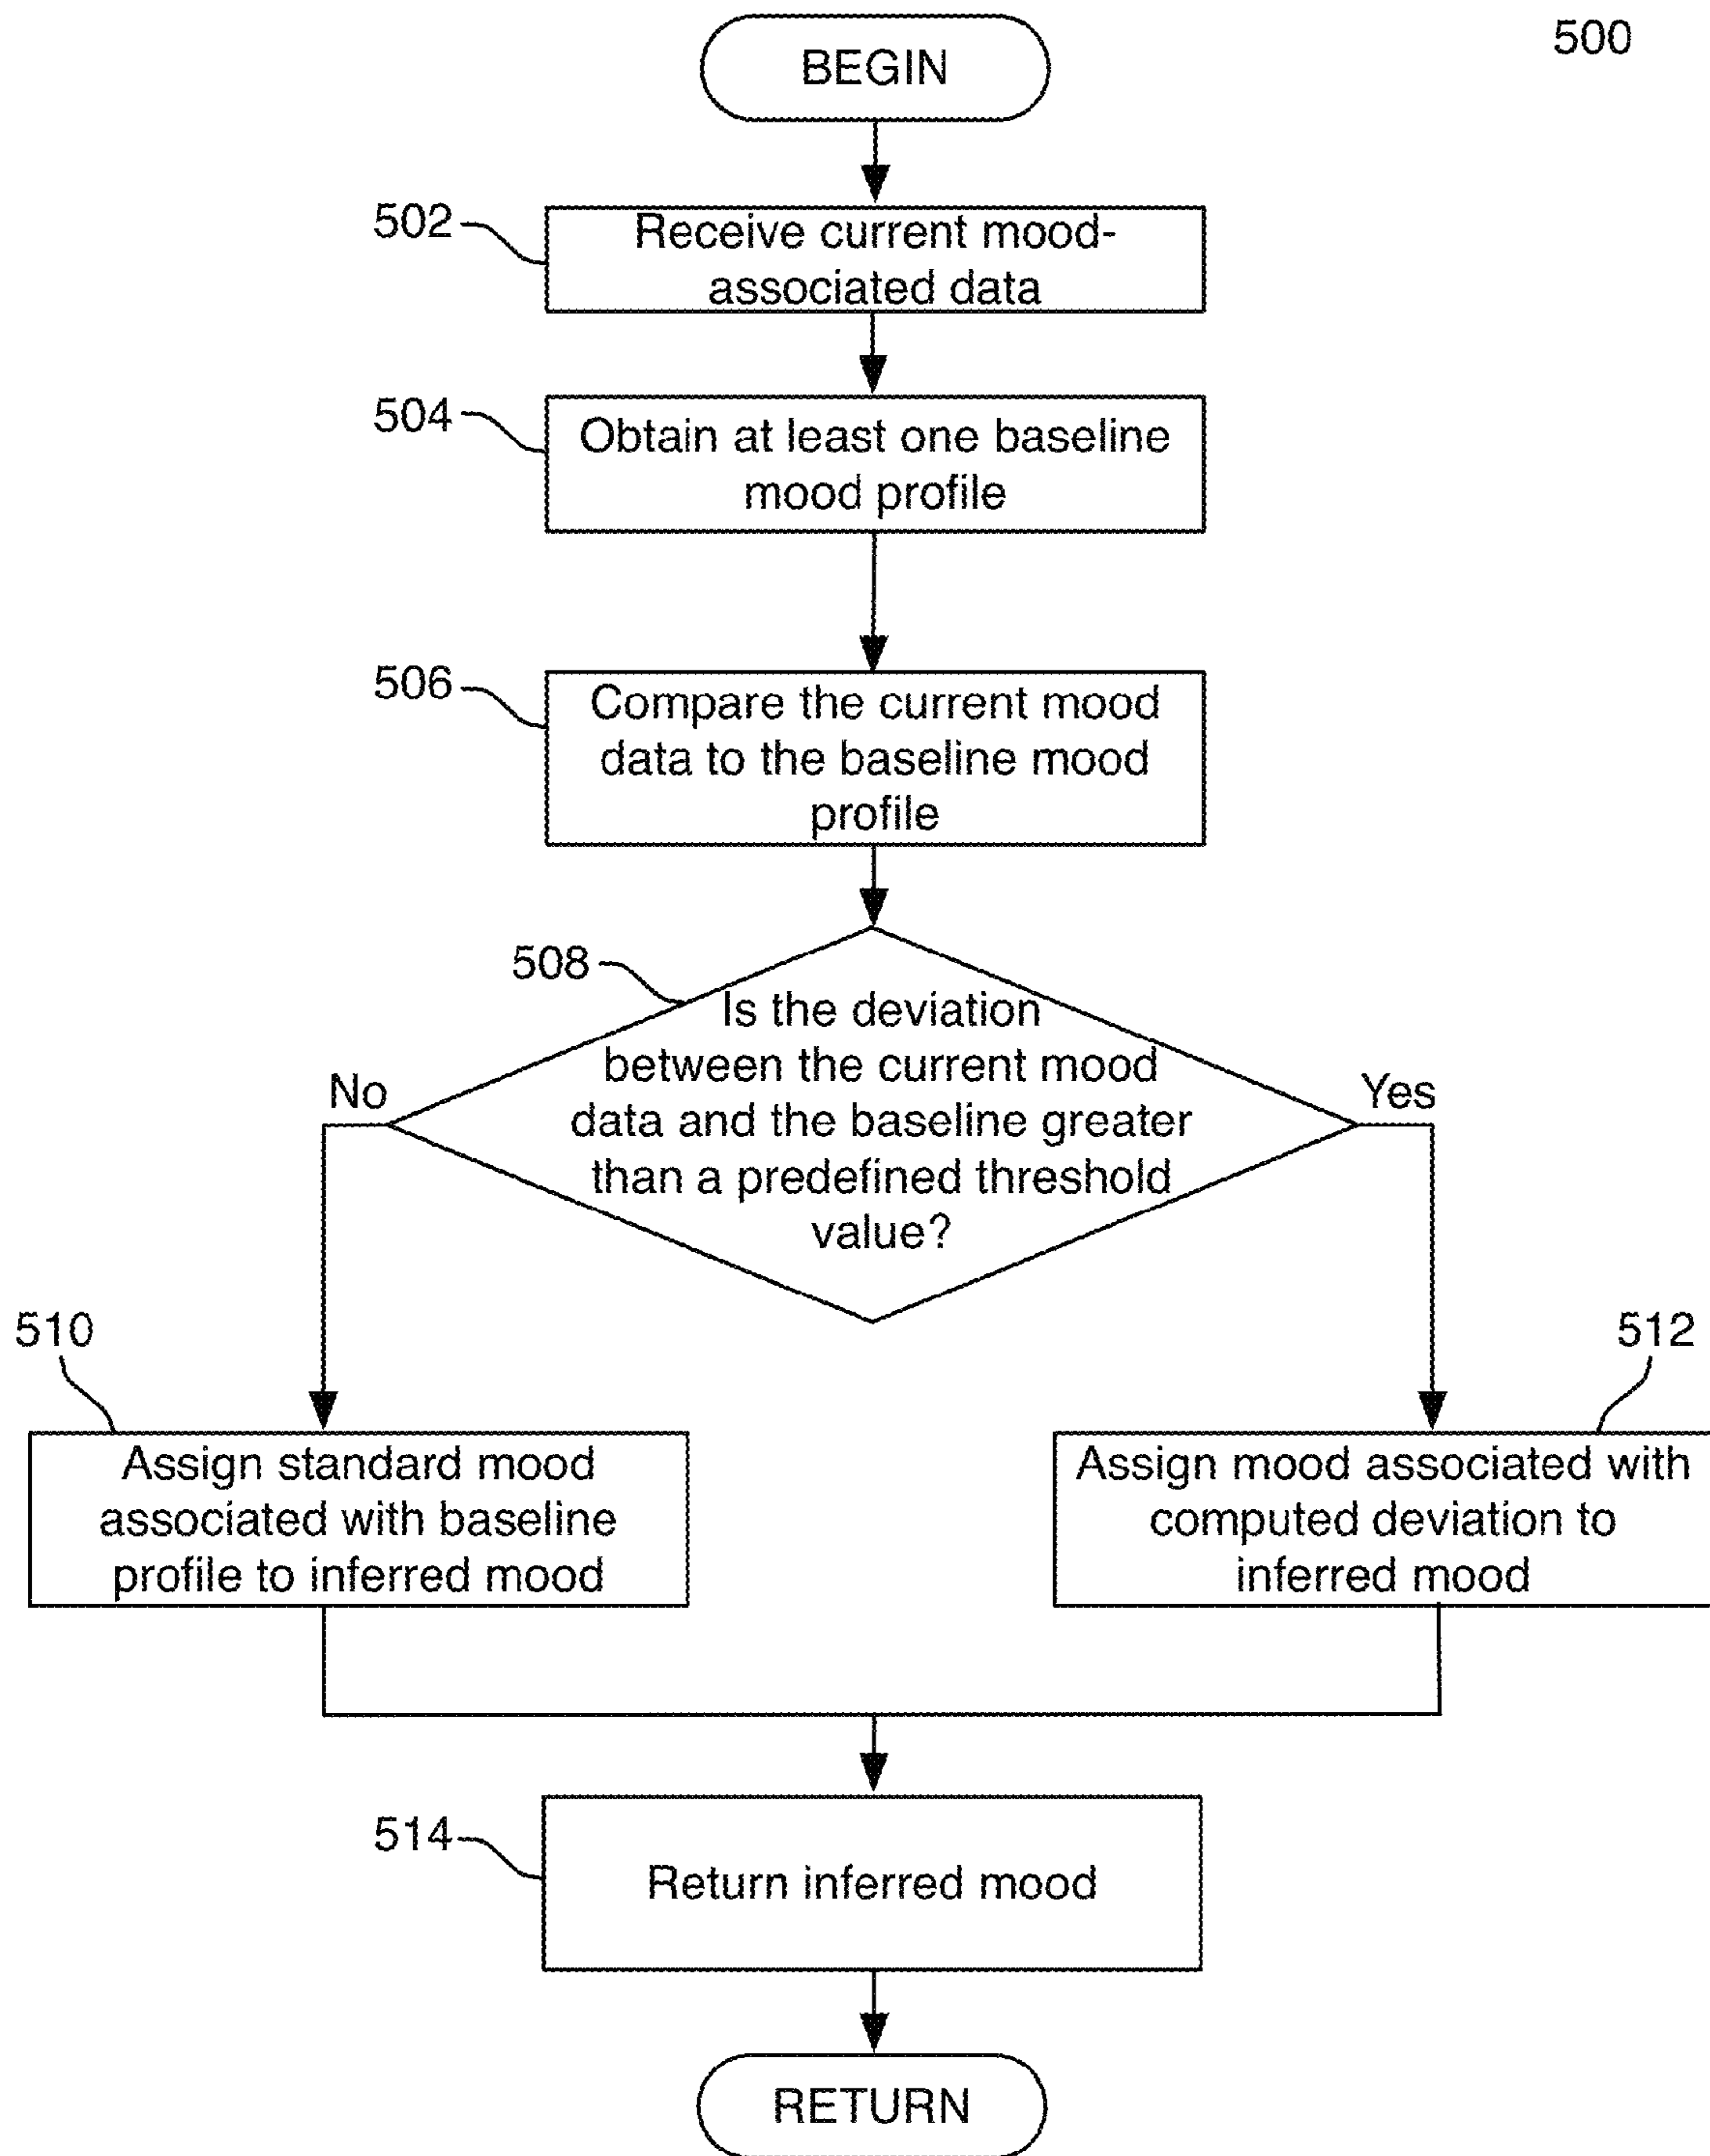 500
BEGIN
502
Receive current mood-
associated data
504
Obtain at least one baseline
mood profile
506
Compare the current mood
data to the baseline mood
profile
508
Is the deviation
between the current mood
data and the baseline greater
than a predefined threshold
value?
No
Yes
510
Assign standard mood
associated with baseline
profile to inferred mood
512
Assign mood associated with
computed deviation to
inferred mood
514
Return inferred mood
RETURN